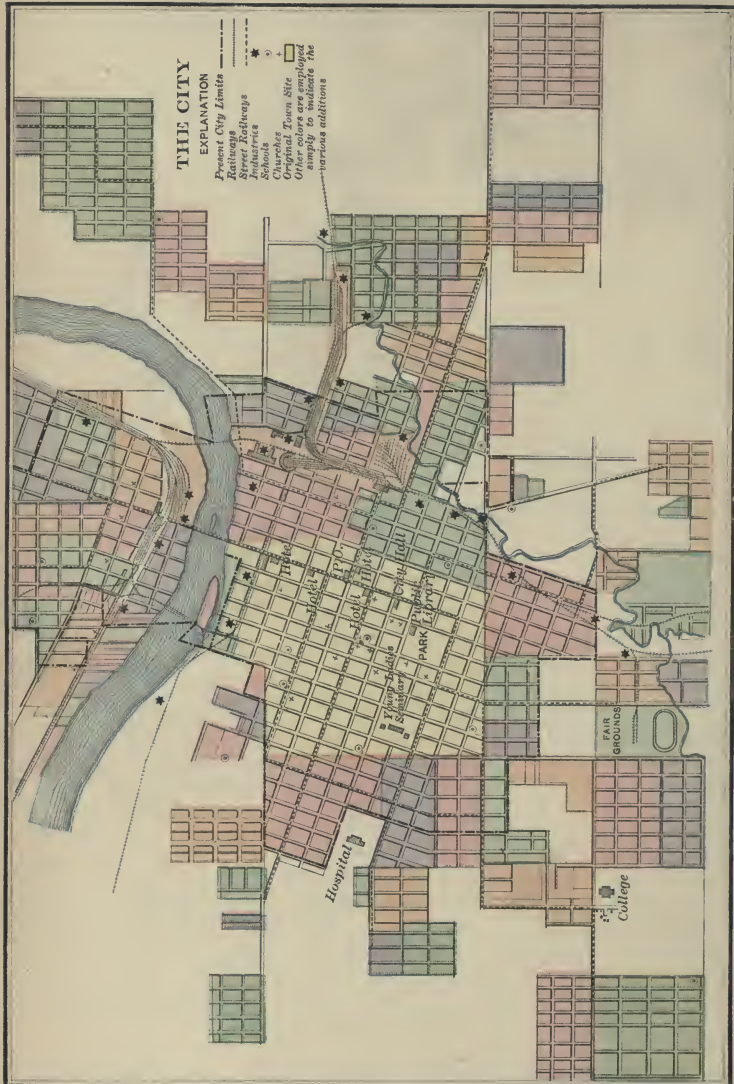 THE CITY
EXPLANATION
Present City Limits
Railways
Street Railways
Industries
Schools
Churches
Original Town Site
Other colors are employed
simply to indicate the
various additions
Hotel
Hotel
P.O.
Hotel
Hotel
City Hall
Public
Library
PARK
Young Ladies
Seminary
FAIR
GROUNDS
Hospital
College